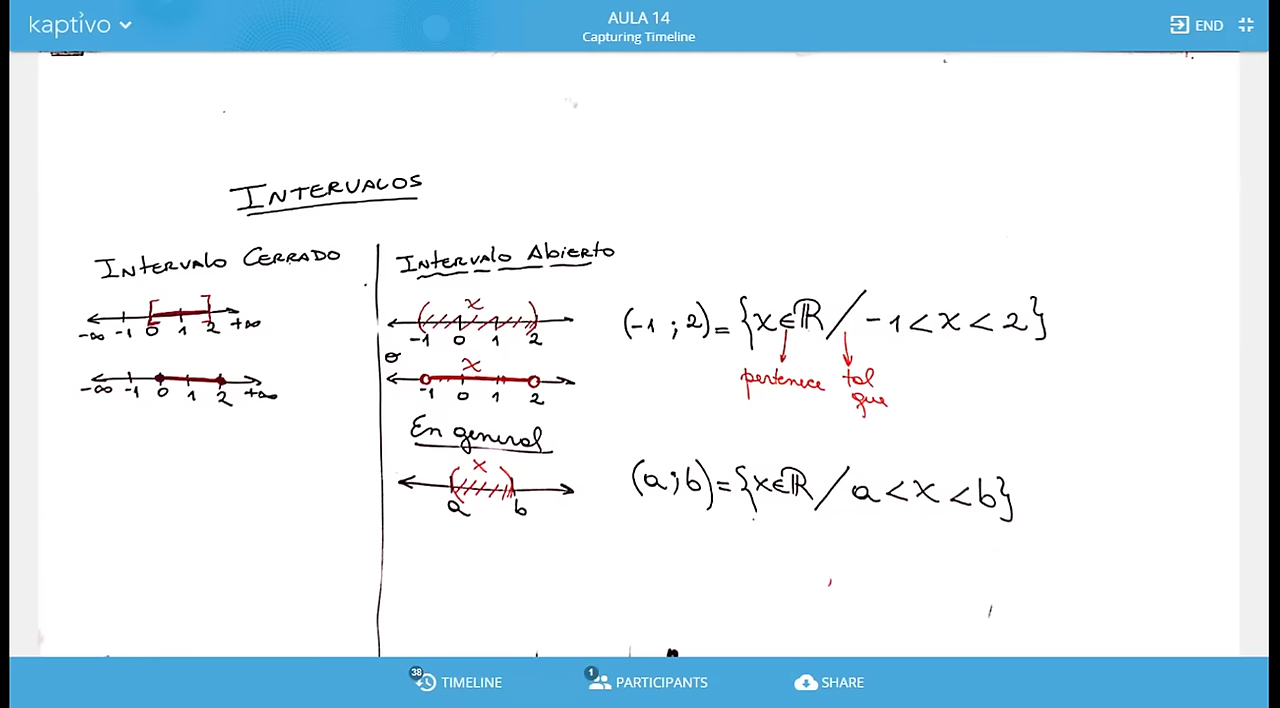 kaptivo
AULA 14
Capturing Timeline
END
INTERVALOS
INTERVALO CERRADO
-∞ -1 0 1 2 +∞
-∞ -1 0 1 2 +∞
Intervalo Abierto
x
-1 0 1 2
o
x
-1 0 1 2
En general
x
a b
(-1 ; 2) = {x∈ℝ / -1 < x < 2}
pertenece
tal
que
(a ; b) = {x∈ℝ / a < x < b}
38
TIMELINE
1
PARTICIPANTS
SHARE